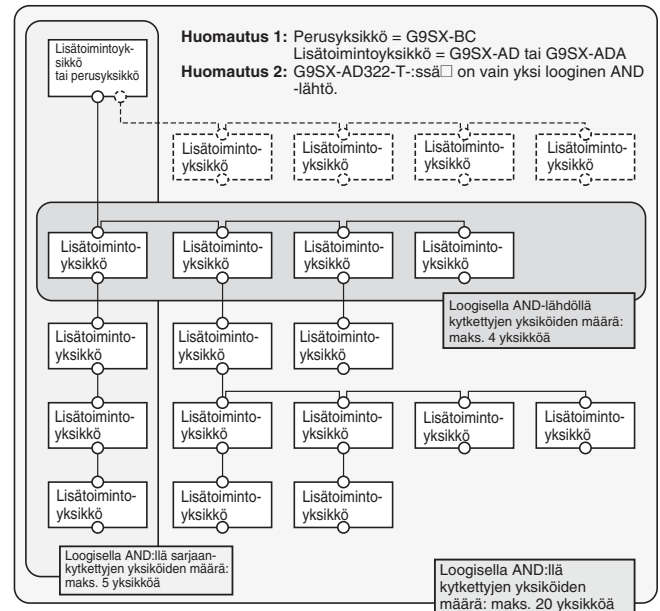 Lisätoimintoyk-
sikkö
tai perusyksikkö
Huomautus 1: Perusyksikkö = G9SX-BC
Lisätoimintoyksikkö = G9SX-AD tai G9SX-ADA
Huomautus 2: G9SX-AD322-T-:ssä□ on vain yksi looginen AND
-lähtö.
Lisätoiminto-
yksikkö
Lisätoiminto-
yksikkö
Lisätoiminto-
yksikkö
Lisätoiminto-
yksikkö
Lisätoiminto-
yksikkö
Lisätoiminto-
yksikkö
Lisätoiminto-
yksikkö
Lisätoiminto-
yksikkö
Loogisella AND-lähdöllä
kytkettyjen yksiköiden määrä:
maks. 4 yksikköä
Lisätoiminto-
yksikkö
Lisätoiminto-
yksikkö
Lisätoiminto-
yksikkö
Lisätoiminto-
yksikkö
Lisätoiminto-
yksikkö
Lisätoiminto-
yksikkö
Lisätoiminto-
yksikkö
Lisätoiminto-
yksikkö
Lisätoiminto-
yksikkö
Lisätoiminto-
yksikkö
Lisätoiminto-
yksikkö
Loogisella AND:llä sarjaan-
kytkettyjen yksiköiden määrä:
maks. 5 yksikköä
Loogisella AND:llä
kytkettyjen yksiköiden
määrä: maks. 20 yksikköä